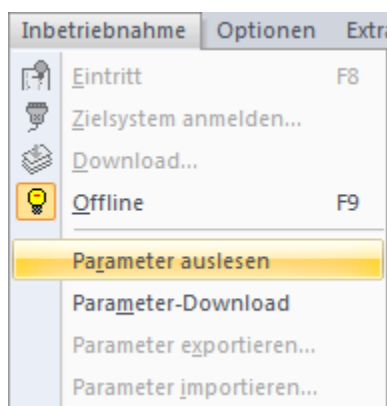 Inbetriebnahme Optionen Extra
Eintritt F8
Zielsystem anmelden...
Download...
Offline F9
Parameter auslesen
Parameter-Download
Parameter exportieren...
Parameter importieren...